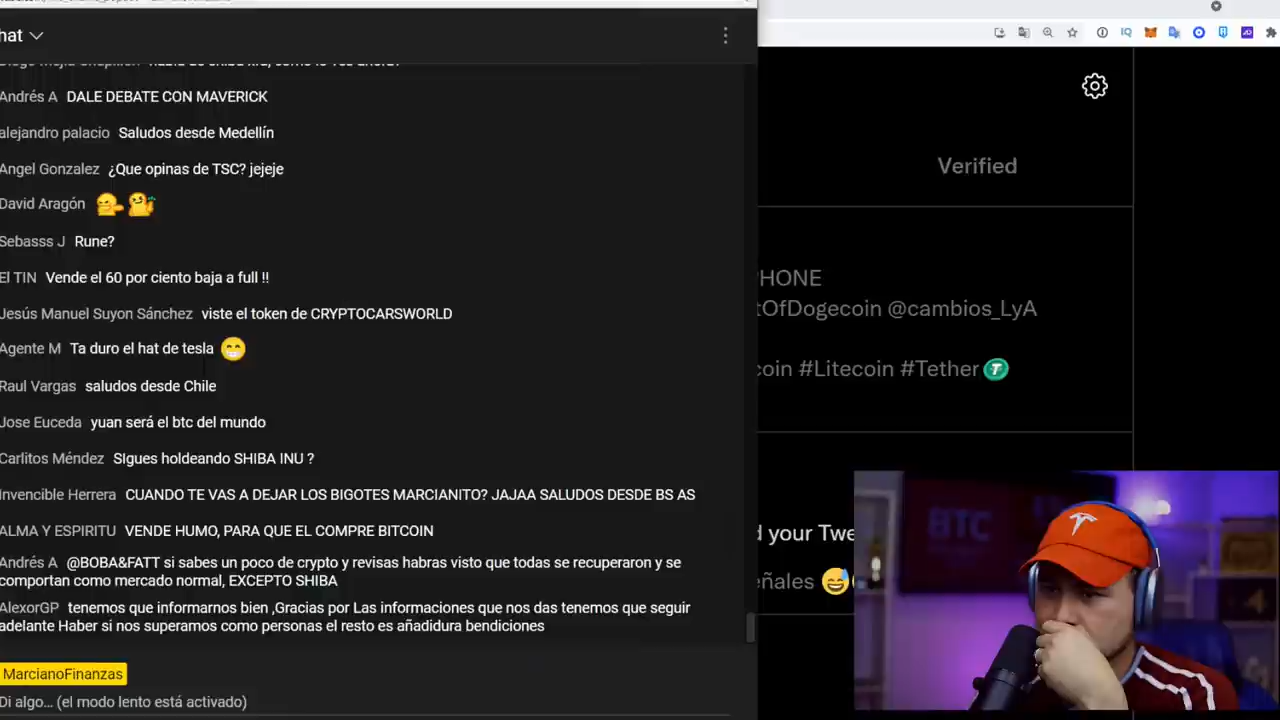 hat
Andrés A DALE DEBATE CON MAVERICK
alejandro palacio Saludos desde Medellín
Angel Gonzalez ¿Que opinas de TSC? jejeje
David Aragón
Sebasss J Rune?
El TIN Vende el 60 por ciento baja a full !!
Jesús Manuel Suyon Sánchez viste el token de CRYPTOCARSWORLD
Agente M Ta duro el hat de tesla
Raul Vargas saludos desde Chile
Jose Euceda yuan será el btc del mundo
Carlitos Méndez SIgues holdeando SHIBA INU ?
Invencible Herrera CUANDO TE VAS A DEJAR LOS BIGOTES MARCIANITO? JAJAA SALUDOS DESDE BS AS
ALMA Y ESPIRITU VENDE HUMO, PARA QUE EL COMPRE BITCOIN
Andrés A @BOBA&FATT si sabes un poco de crypto y revisas habras visto que todas se recuperaron y se
comportan como mercado normal, EXCEPTO SHIBA
AlexorGP tenemos que informarnos bien ,Gracias por Las informaciones que nos das tenemos que seguir
adelante Haber si nos superamos como personas el resto es añadidura bendiciones
MarcianoFinanzas
Di algo... (el modo lento está activado)
Verified
HONE
tOfDogecoin @cambios_LyA
coin #Litecoin #Tether
d your Twe
eñales
BTC